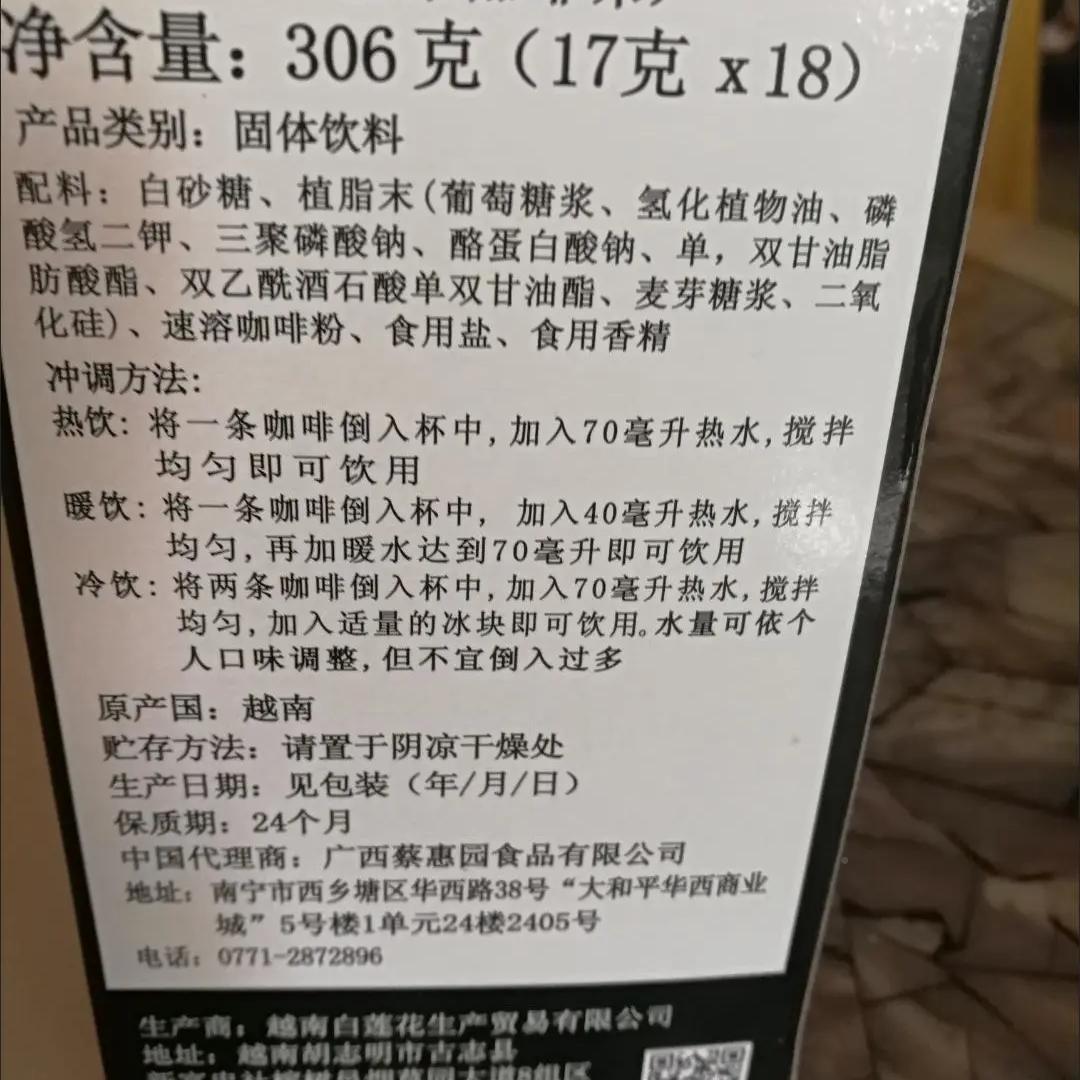 净含量：306克（17克 x18）
产品类别：固体饮料
配料：白砂糖、植脂末(葡萄糖浆、氢化植物油、磷
酸氢二钾、三聚磷酸钠、酪蛋白酸钠、单，双甘油脂
肪酸酯、双乙酰酒石酸单双甘油酯、麦芽糖浆、二氧
化硅)、速溶咖啡粉、食用盐、食用香精
冲调方法:
热饮: 将一条咖啡倒入杯中,加入70毫升热水,搅拌
均匀即可饮用
暖饮: 将一条咖啡倒入杯中, 加入40毫升热水,搅拌
均匀,再加暖水达到70毫升即可饮用
冷饮: 将两条咖啡倒入杯中,加入70毫升热水,搅拌
均匀,加入适量的冰块即可饮用。水量可依个
人口味调整,但不宜倒入过多
原产国：越南
贮存方法：请置于阴凉干燥处
生产日期：见包装（年/月/日）
保质期：24个月
中国代理商：广西蔡惠园食品有限公司
地址：南宁市西乡塘区华西路38号“大和平华西商业
城”5号楼1单元24楼2405号
电话：0771-2872896
生产商：越南白莲花生产贸易有限公司
地址：越南胡志明市古志县